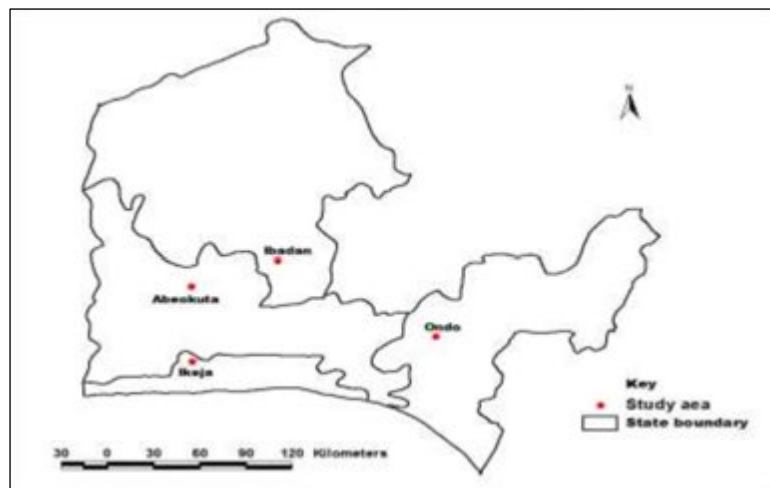 N
Ibadan
Abeokuta
Ondo
Ikeja
Key
Study aea
State boundary
30 0 30 60 90 120 Kilometers